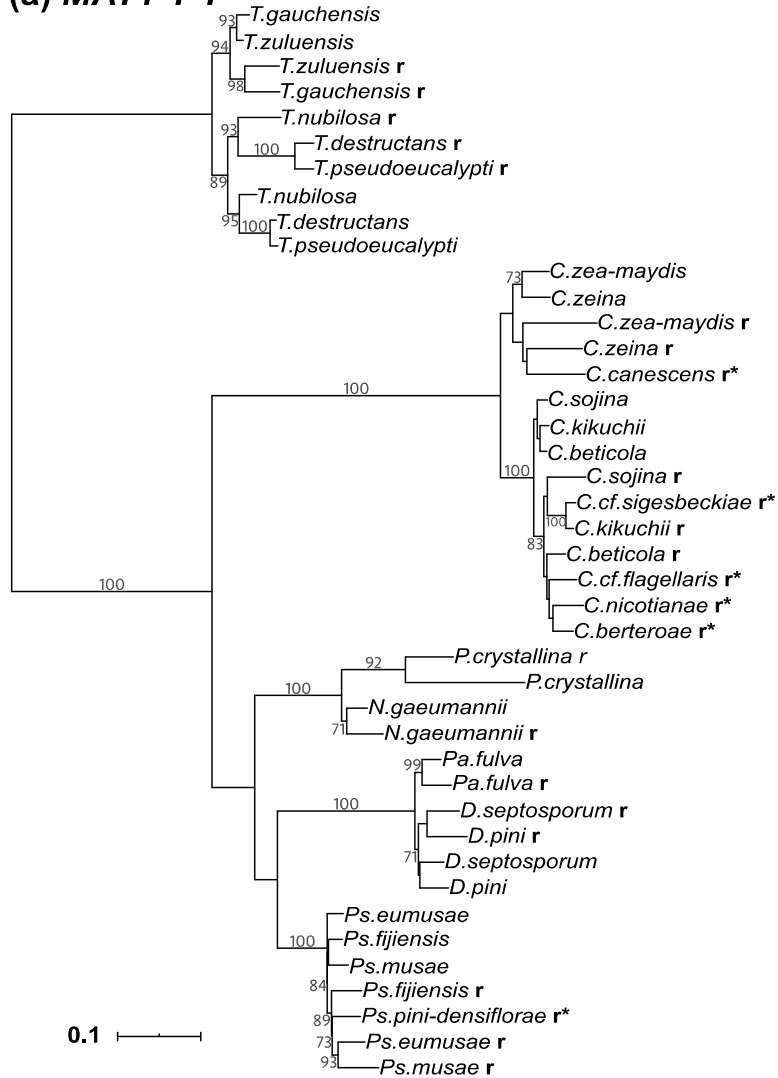 93
T.gauchensis
T.zuluensis
94
T.zuluensis r
98
T.gauchensis r
T.nubilosa r
93
T.destructans r
100
T.pseudoeucalypti r
89
T.nubilosa
95
T.destructans
100
T.pseudoeucalypti
C.zea-maydis
73
C.zeina
C.zea-maydis r
C.zeina r
C.canescens r*
100
C.sojina
C.kikuchii
C.beticola
100
C.sojina r
C.cf.sigesbeckiae r*
100
C.kikuchii r
83
C.beticola r
C.cf.flagellaris r*
100
C.nicotianae r*
C.berteroae r*
P.crystallina r
92
P.crystallina
100
N.gaeumannii
71
N.gaeumannii r
Pa.fulva
99
Pa.fulva r
100
D.septosporum r
D.pini r
71
D.septosporum
D.pini
Ps.eumusae
100
Ps.fijiensis
Ps.musae
84
Ps.fijiensis r
89
Ps.pini-densiflorae r*
73
Ps.eumusae r
93
Ps.musae r
0.1